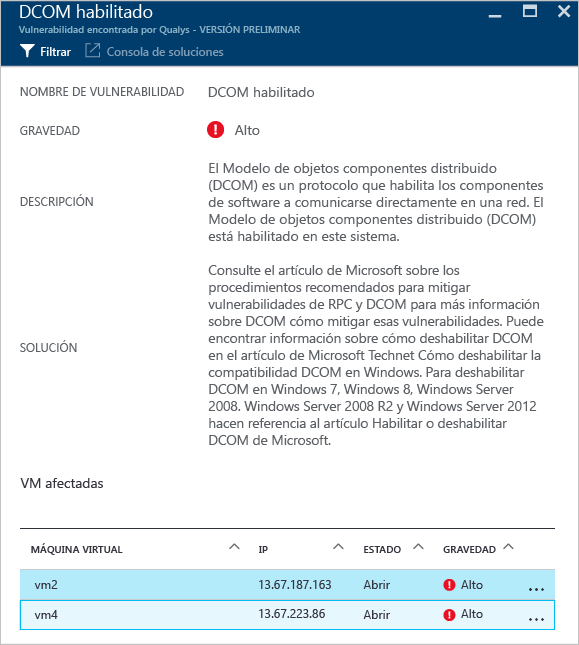 DCOM habilitado
Vulnerabilidad encontrada por Qualys - VERSIÓN PRELIMINAR
Filtrar Consola de soluciones
NOMBRE DE VULNERABILIDAD DCOM habilitado
GRAVEDAD Alto
DESCRIPCIÓN
El Modelo de objetos componentes distribuido
(DCOM) es un protocolo que habilita los componentes
de software a comunicarse directamente en una red. El
Modelo de objetos componentes distribuido (DCOM)
está habilitado en este sistema.
SOLUCIÓN
Consulte el artículo de Microsoft sobre los
procedimientos recomendados para mitigar
vulnerabilidades de RPC y DCOM para más información
sobre DCOM cómo mitigar esas vulnerabilidades. Puede
encontrar información sobre cómo deshabilitar DCOM
en el artículo de Microsoft Technet Cómo deshabilitar la
compatibilidad DCOM en Windows. Para deshabilitar
DCOM en Windows 7, Windows 8, Windows Server
2008. Windows Server 2008 R2 y Windows Server 2012
hacen referencia al artículo Habilitar o deshabilitar
DCOM de Microsoft.
VM afectadas
MÁQUINA VIRTUAL IP ESTADO GRAVEDAD
vm2 13.67.187.163 Abrir Alto ...
vm4 13.67.223.86 Abrir Alto ...